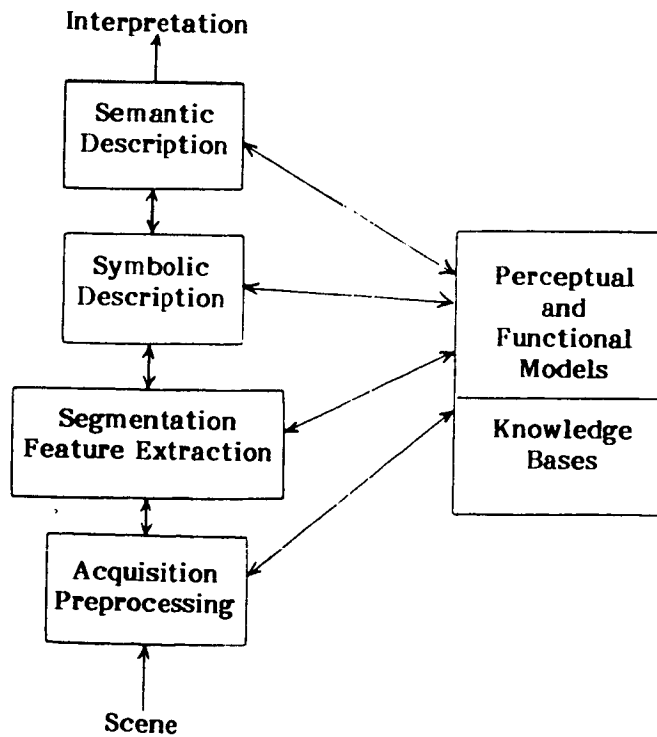 Interpretation
Semantic
Description
Symbolic
Description
Segmentation
Feature Extraction
Acquisition
Preprocessing
Scene
Perceptual
and
Functional
Models
Knowledge
Bases